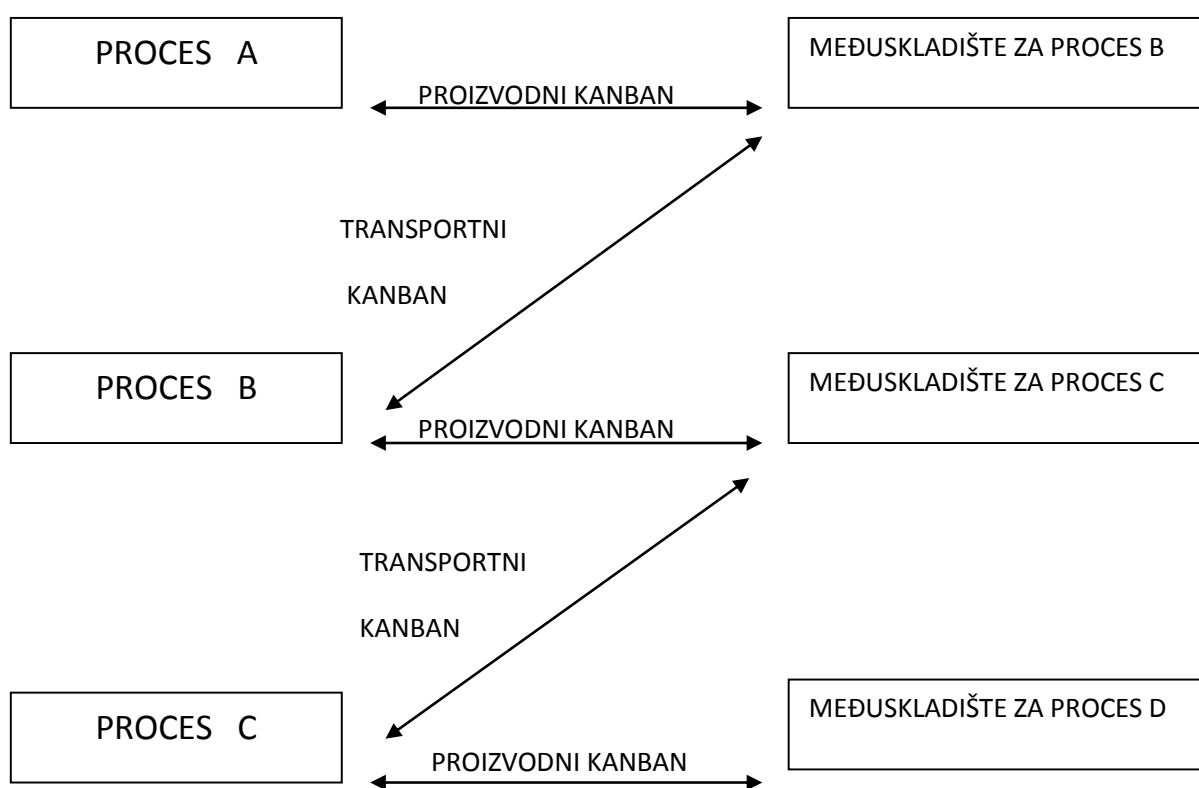 PROCES A
MEĐUSKLADIŠTE ZA PROCES B
PROIZVODNI KANBAN
TRANSPORTNI
KANBAN
PROCES B
MEĐUSKLADIŠTE ZA PROCES C
PROIZVODNI KANBAN
TRANSPORTNI
KANBAN
PROCES C
MEĐUSKLADIŠTE ZA PROCES D
PROIZVODNI KANBAN